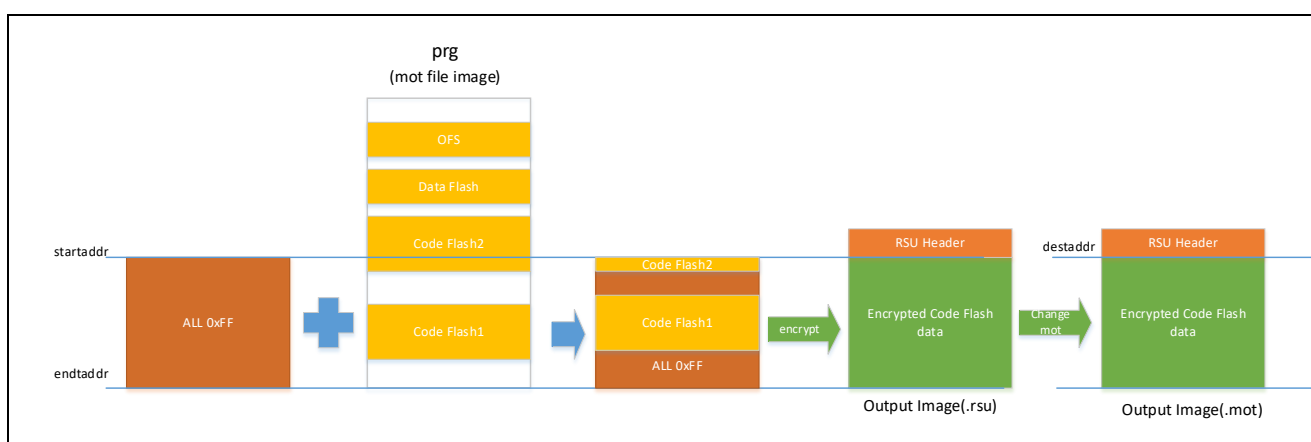 prg
(mot file image)
OFS
Data Flash
Code Flash2
startaddr
RSU Header
destaddr
RSU Header
Code Flash2
ALL 0xFF
Code Flash1
Code Flash1
encrypt
Encrypted Code Flash
data
Change
mot
Encrypted Code Flash
data
ALL 0xFF
endtaddr
Output Image(.rsu)
Output Image(.mot)